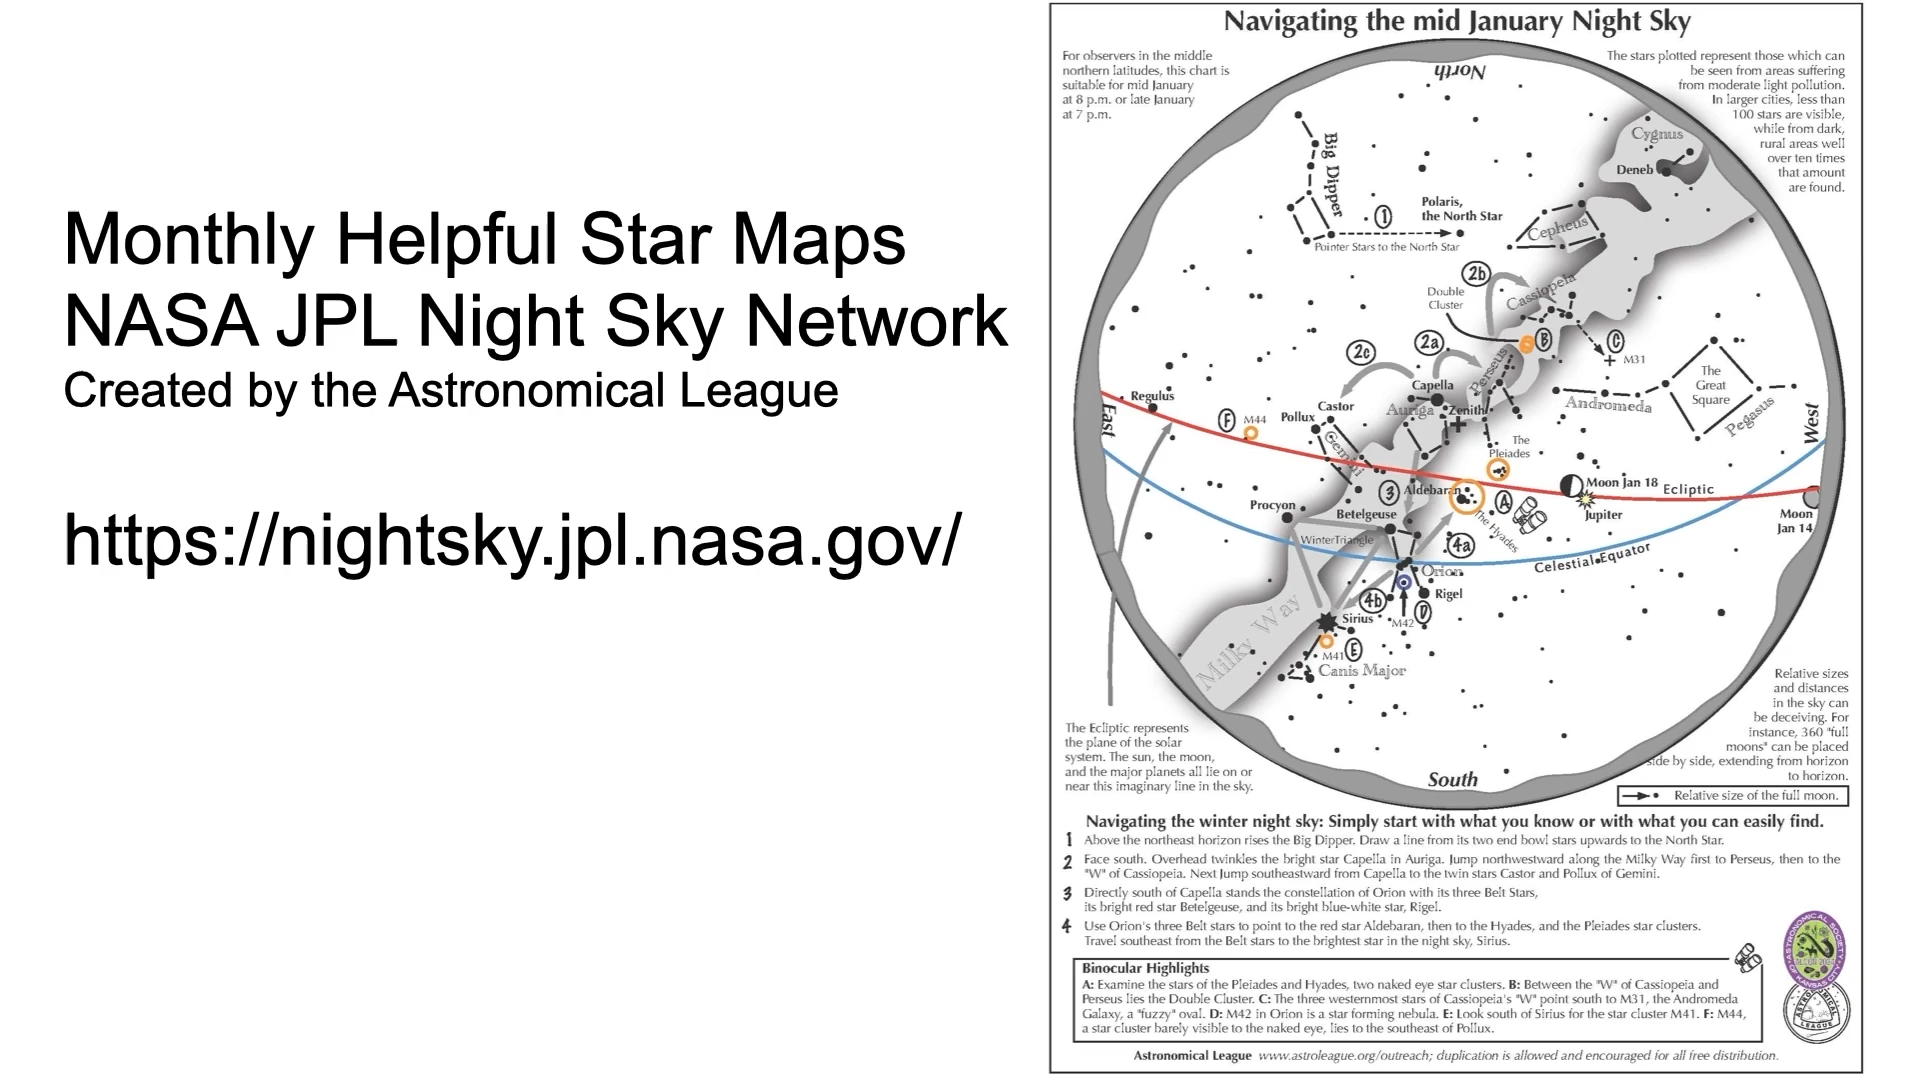 Monthly Helpful Star Maps
NASA JPL Night Sky Network
Created by the Astronomical League
https://nightsky.jpl.nasa.gov/
Navigating the mid January Night Sky
For observers in the middle
northern latitudes, this chart is
suitable for mid January
at 8 p.m. or late January
at 7 p.m.
The stars plotted represent those which can
be seen from areas suffering
from moderate light pollution.
In larger cities, less than
100 stars are visible,
while from dark,
rural areas well
over ten times
that amount
are found.
North
Cygnus
Deneb
Big Dipper
Polaris,
the North Star
1
Pointer Stars to the North Star
Cepheus
2b
Double
Cluster
Cassiopeia
B
C
M31
2c
2a
Perseus
The
Great
Square
Pegasus
Andromeda
Capella
Auriga
Zenith
Castor
Pollux
Gemini
Regulus
East
West
F
M44
The
Pleiades
Moon Jan 18
Ecliptic
Jupiter
Moon
Jan 14
3
Aldebaran
A
The Hyades
Procyon
Betelgeuse
Winter Triangle
4a
Celestial Equator
Orion
Rigel
4b
D
M42
Sirius
M41
E
Canis Major
Milky Way
South
The Ecliptic represents
the plane of the solar
system. The sun, the moon,
and the major planets all lie on or
near this imaginary line in the sky.
Relative sizes
and distances
in the sky can
be deceiving. For
instance, 360 "full
moons" can be placed
side by side, extending from horizon
to horizon.
Relative size of the full moon.
Navigating the winter night sky: Simply start with what you know or with what you can easily find.
1 Above the northeast horizon rises the Big Dipper. Draw a line from its two end bowl stars upwards to the North Star.
2 Face south. Overhead twinkles the bright star Capella in Auriga. Jump northwestward along the Milky Way first to Perseus, then to the
"W" of Cassiopeia. Next Jump southeastward from Capella to the twin stars Castor and Pollux of Gemini.
3 Directly south of Capella stands the constellation of Orion with its three Belt Stars,
its bright red star Betelgeuse, and its bright blue-white star, Rigel.
4 Use Orion's three Belt stars to point to the red star Aldebaran, then to the Hyades, and the Pleiades star clusters.
Travel southeast from the Belt stars to the brightest star in the night sky, Sirius.
Binocular Highlights
A: Examine the stars of the Pleiades and Hyades, two naked eye star clusters. B: Between the "W" of Cassiopeia and
Perseus lies the Double Cluster. C: The three westernmost stars of Cassiopeia's "W" point south to M31, the Andromeda
Galaxy, a "fuzzy" oval. D: M42 in Orion is a star forming nebula. E: Look south of Sirius for the star cluster M41. F: M44,
a star cluster barely visible to the naked eye, lies to the southeast of Pollux.
Astronomical League www.astroleague.org/outreach; duplication is allowed and encouraged for all free distribution.